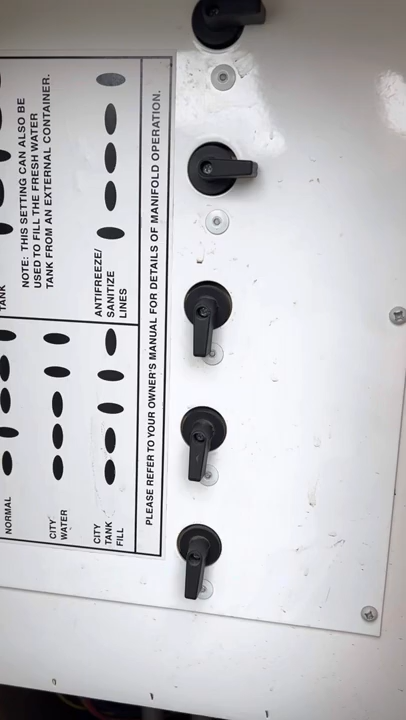 TANK
NOTE: THIS SETTING CAN ALSO BE
USED TO FILL THE FRESH WATER
TANK FROM AN EXTERNAL CONTAINER.
ANTIFREEZE/
SANITIZE
LINES
NORMAL
CITY
WATER
CITY
TANK
FILL
PLEASE REFER TO YOUR OWNER'S MANUAL FOR DETAILS OF MANIFOLD OPERATION.